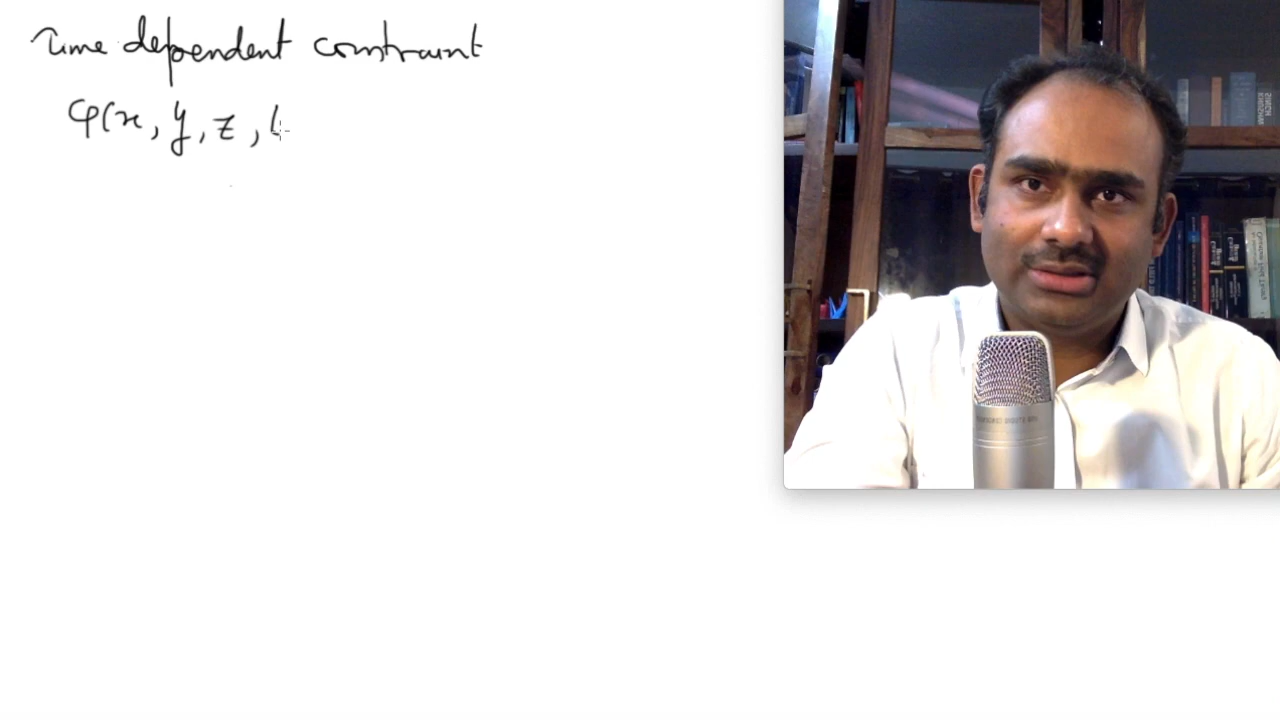 Time dependent constraint
φ(x, y, z, t